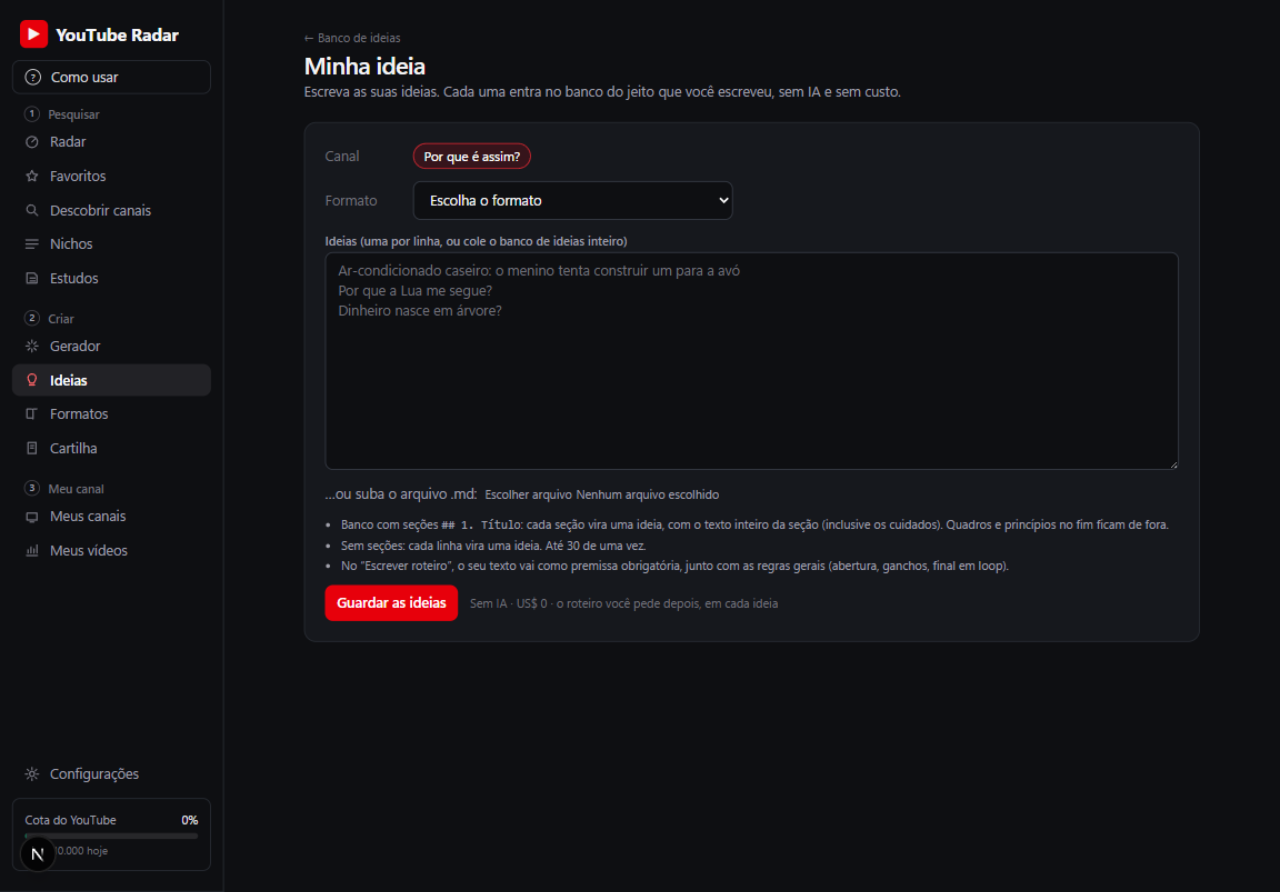 YouTube Radar
? Como usar
1 Pesquisar
Radar
Favoritos
Descobrir canais
Nichos
Estudos
2 Criar
Gerador
Ideias
Formatos
Cartilha
3 Meu canal
Meus canais
Meus vídeos
Configurações
Cota do YouTube 0%
0.000 hoje
N
← Banco de ideias
Minha ideia
Escreva as suas ideias. Cada uma entra no banco do jeito que você escreveu, sem IA e sem custo.
Canal Por que é assim?
Formato Escolha o formato
Ideias (uma por linha, ou cole o banco de ideias inteiro)
Ar-condicionado caseiro: o menino tenta construir um para a avó
Por que a Lua me segue?
Dinheiro nasce em árvore?
...ou suba o arquivo .md: Escolher arquivo Nenhum arquivo escolhido
• Banco com seções ## 1. Título: cada seção vira uma ideia, com o texto inteiro da seção (inclusive os cuidados). Quadros e princípios no fim ficam de fora.
• Sem seções: cada linha vira uma ideia. Até 30 de uma vez.
• No "Escrever roteiro", o seu texto vai como premissa obrigatória, junto com as regras gerais (abertura, ganchos, final em loop).
Guardar as ideias Sem IA · US$ 0 · o roteiro você pede depois, em cada ideia